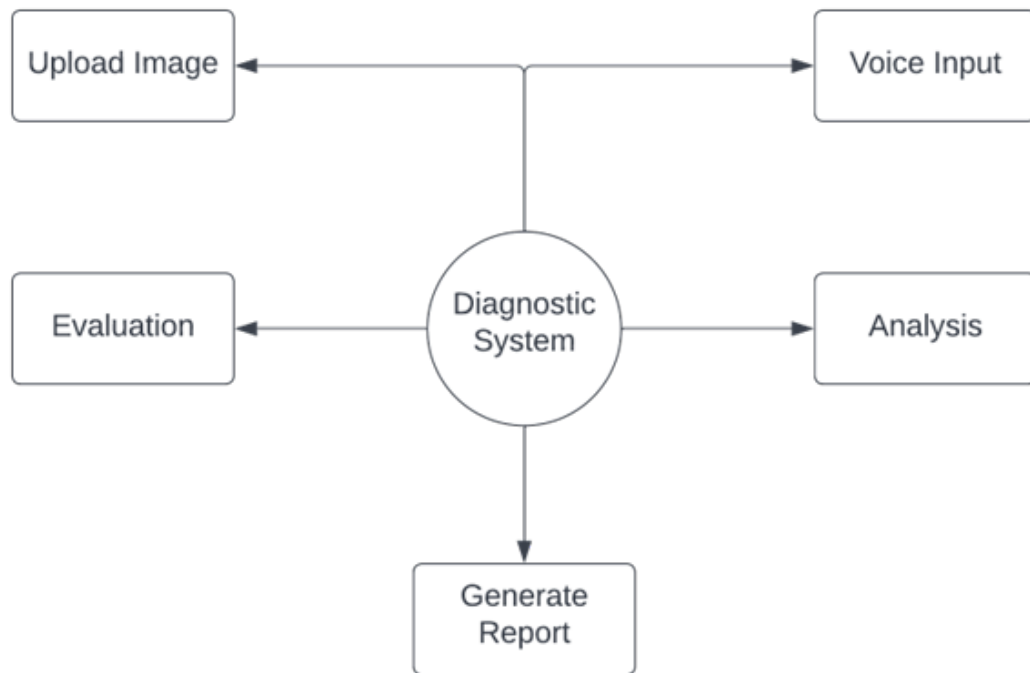 Upload Image
Voice Input
Evaluation
Diagnostic
System
Analysis
Generate
Report